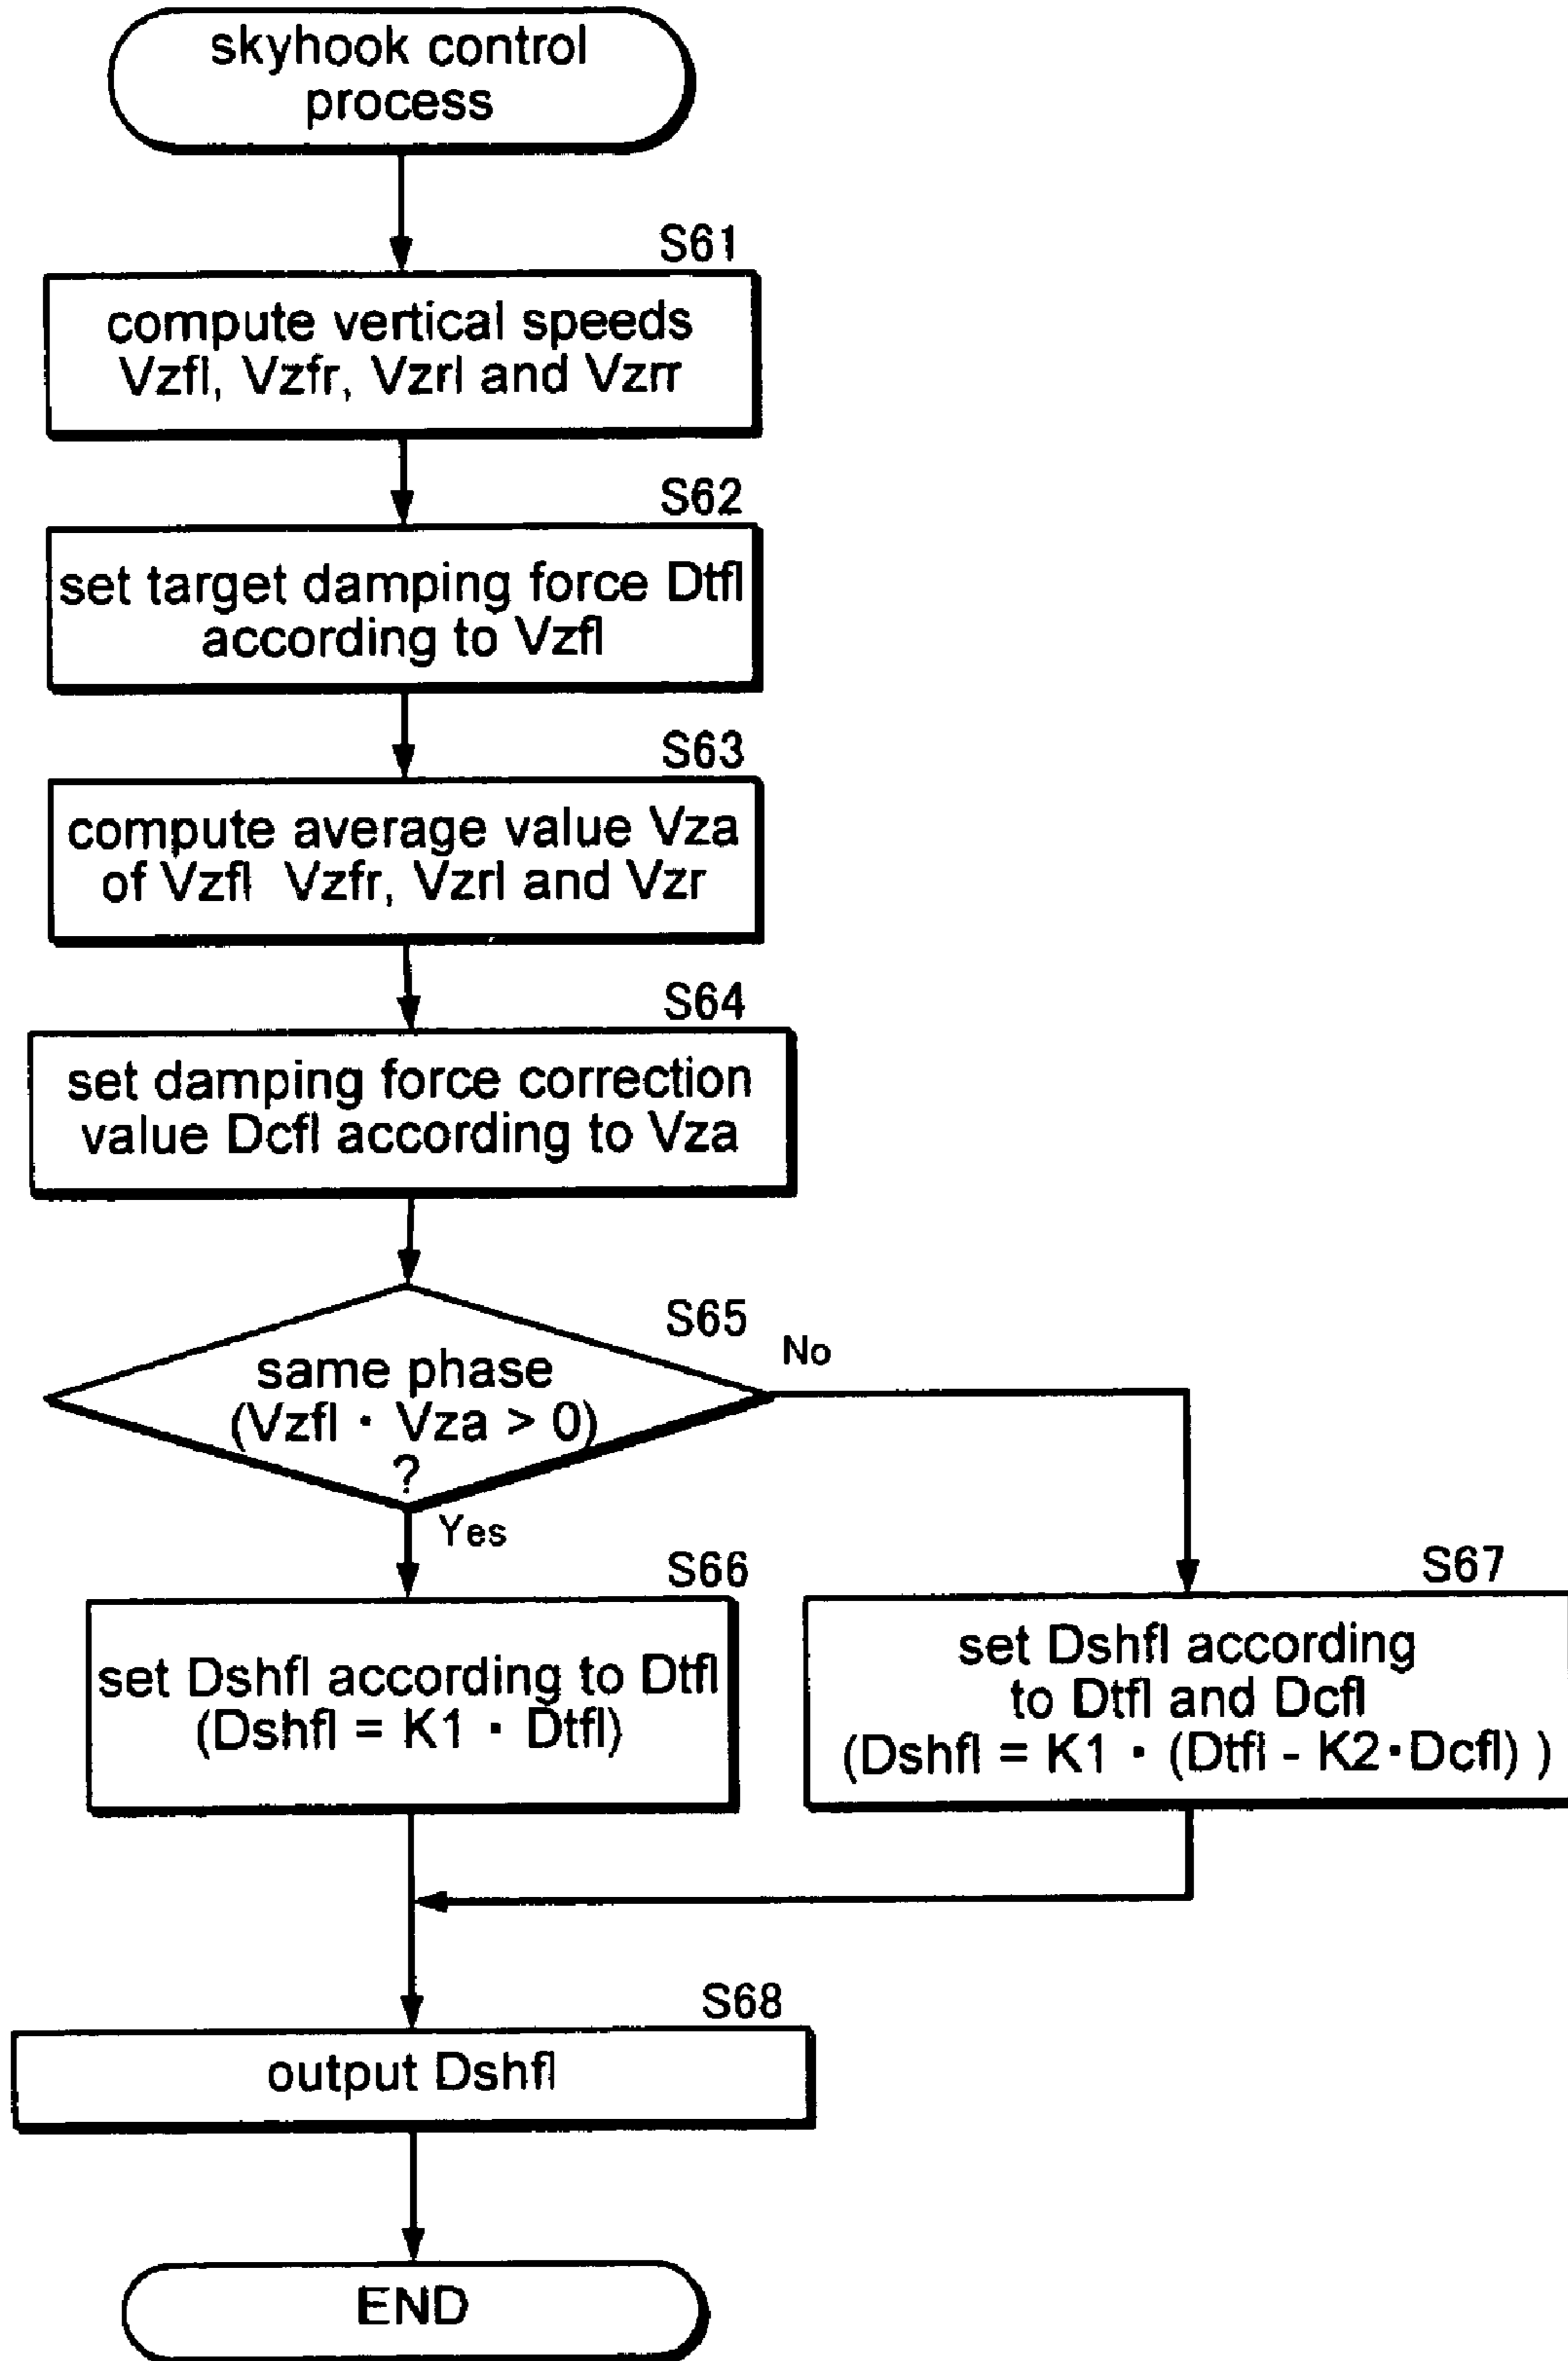 skyhook control
process
S61
compute vertical speeds
Vzfl, Vzfr, Vzrl and Vzrr
S62
set target damping force Dtfl
according to Vzfl
S63
compute average value Vza
of Vzfl Vzfr, Vzrl and Vzr
S64
set damping force correction
value Dcfl according to Vza
S65
same phase
(Vzfl · Vza > 0)
?
No
Yes
S66
set Dshfl according to Dtfl
(Dshfl = K1 · Dtfl)
S67
set Dshfl according
to Dtfl and Dcfl
(Dshfl = K1 · (Dtfl - K2·Dcfl) )
S68
output Dshfl
END